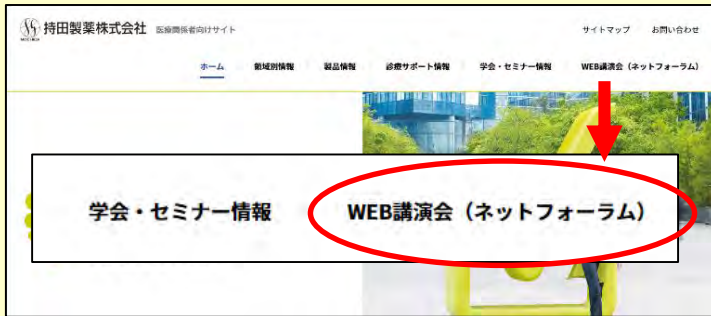 持田製薬株式会社 医療関係者向けサイト
サイトマップ お問い合わせ
ホーム 領域別情報 製品情報 診療サポート情報 学会・セミナー情報 WEB講演会（ネットフォーラム）
学会・セミナー情報 WEB講演会（ネットフォーラム）